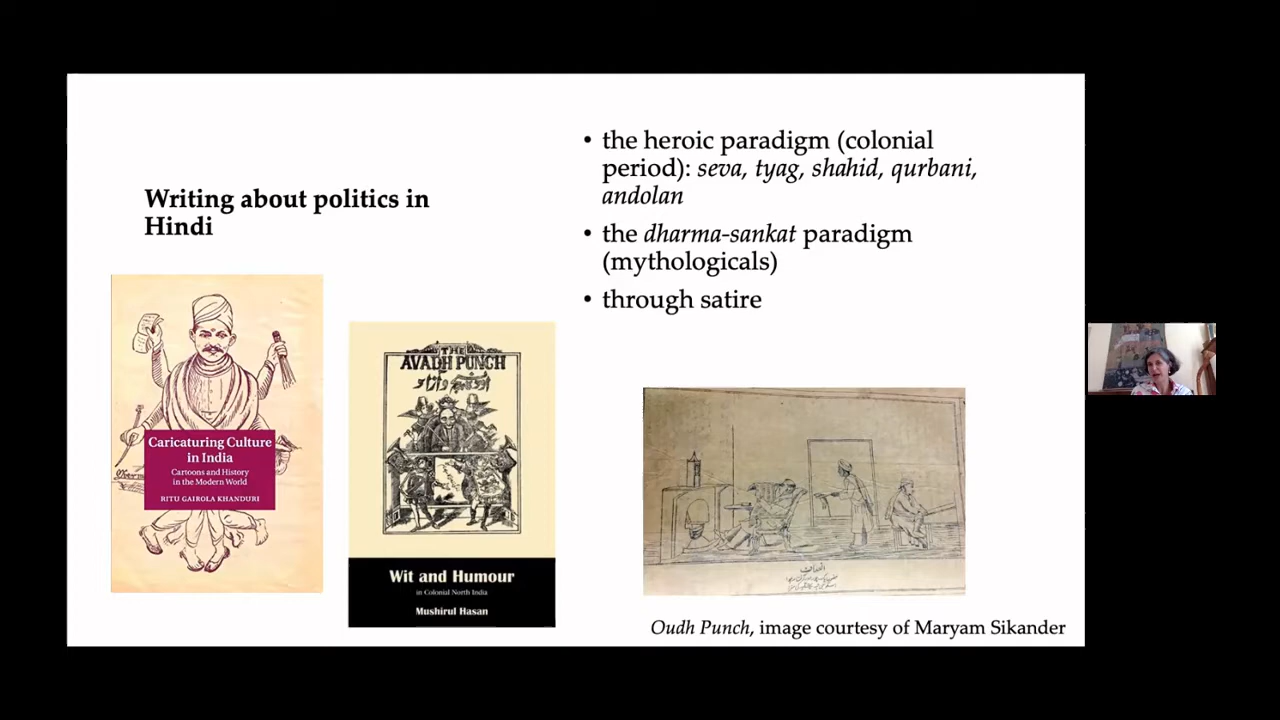 Writing about politics in
Hindi
• the heroic paradigm (colonial
period): seva, tyag, shahid, qurbani,
andolan
• the dharma-sankat paradigm
(mythologicals)
• through satire
Caricaturing Culture
in India
Cartoons and History
in the Modern World
RITU GAIROLA KHANDURI
THE
AVADH PUNCH
Wit and Humour
in Colonial North India
Mushirul Hasan
Oudh Punch, image courtesy of Maryam Sikander